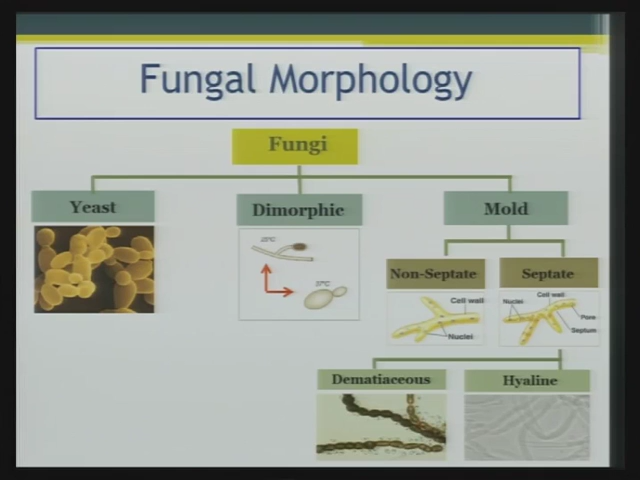 Fungal Morphology
Fungi
Yeast
Dimorphic
Mold
25°C
37°C
Non-Septate
Septate
Cell wall
Nuclei
Cell wall
Nuclei
Pore
Septum
Dematiaceous
Hyaline